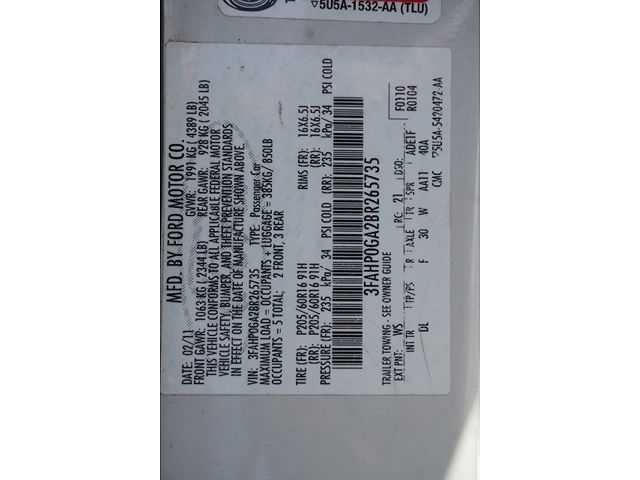 5U5A-1532-AA (TLU)
MFD. BY FORD MOTOR CO.
DATE: 02/11 GVWR: 1991 KG ( 4389 LB)
FRONT GAWR: 1063 KG ( 2344 LB) REAR GAWR: 928 KG ( 2045 LB)
THIS VEHICLE CONFORMS TO ALL APPLICABLE FEDERAL MOTOR
VEHICLE SAFETY, BUMPER, AND THEFT PREVENTION STANDARDS
IN EFFECT ON THE DATE OF MANUFACTURE SHOWN ABOVE.
VIN: 3FAHP0GA2BR265735 TYPE: Passenger Car
MAXIMUM LOAD = OCCUPANTS + LUGGAGE = 385KG/ 850LB
OCCUPANTS = 5 TOTAL: 2 FRONT, 3 REAR
TIRE (FR): P205/60R16 91H RIMS (FR): 16X6.5J
(RR): P205/60R16 91H (RR): 16X6.5J
PRESSURE (FR): 235 kPa/ 34 PSI COLD (RR): 235 kPa/ 34 PSI COLD
3FAHP0GA2BR265735
F0110
R0104
TRAILER TOWING - SEE OWNER GUIDE
EXT PNT: WS RC: 21 DSO:
INT TR TP/PS R AXLE TR SPR ADETF
DL F 30 W AA11 40A
CMC 5U5A-5420472-AA